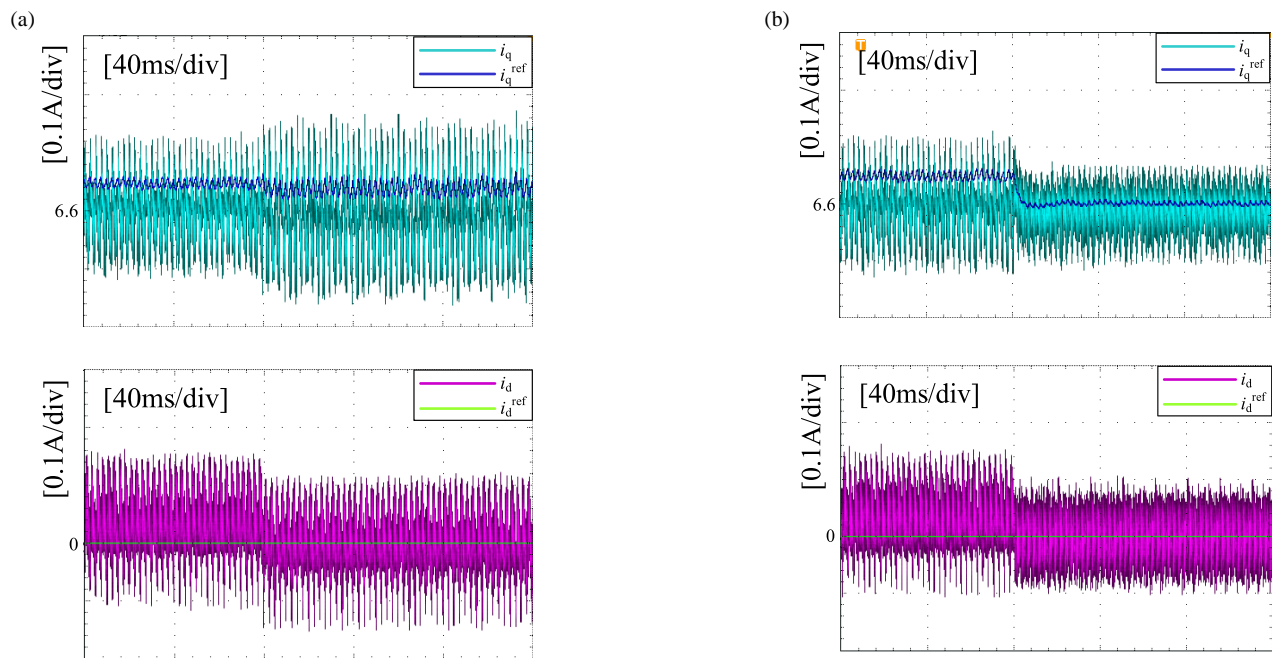 (a)
[40ms/div]
i_q
i_q^ref
[0.1A/div]
6.6
[40ms/div]
i_d
i_d^ref
[0.1A/div]
0
(b)
T
[40ms/div]
i_q
i_q^ref
[0.1A/div]
6.6
[40ms/div]
i_d
i_d^ref
[0.1A/div]
0